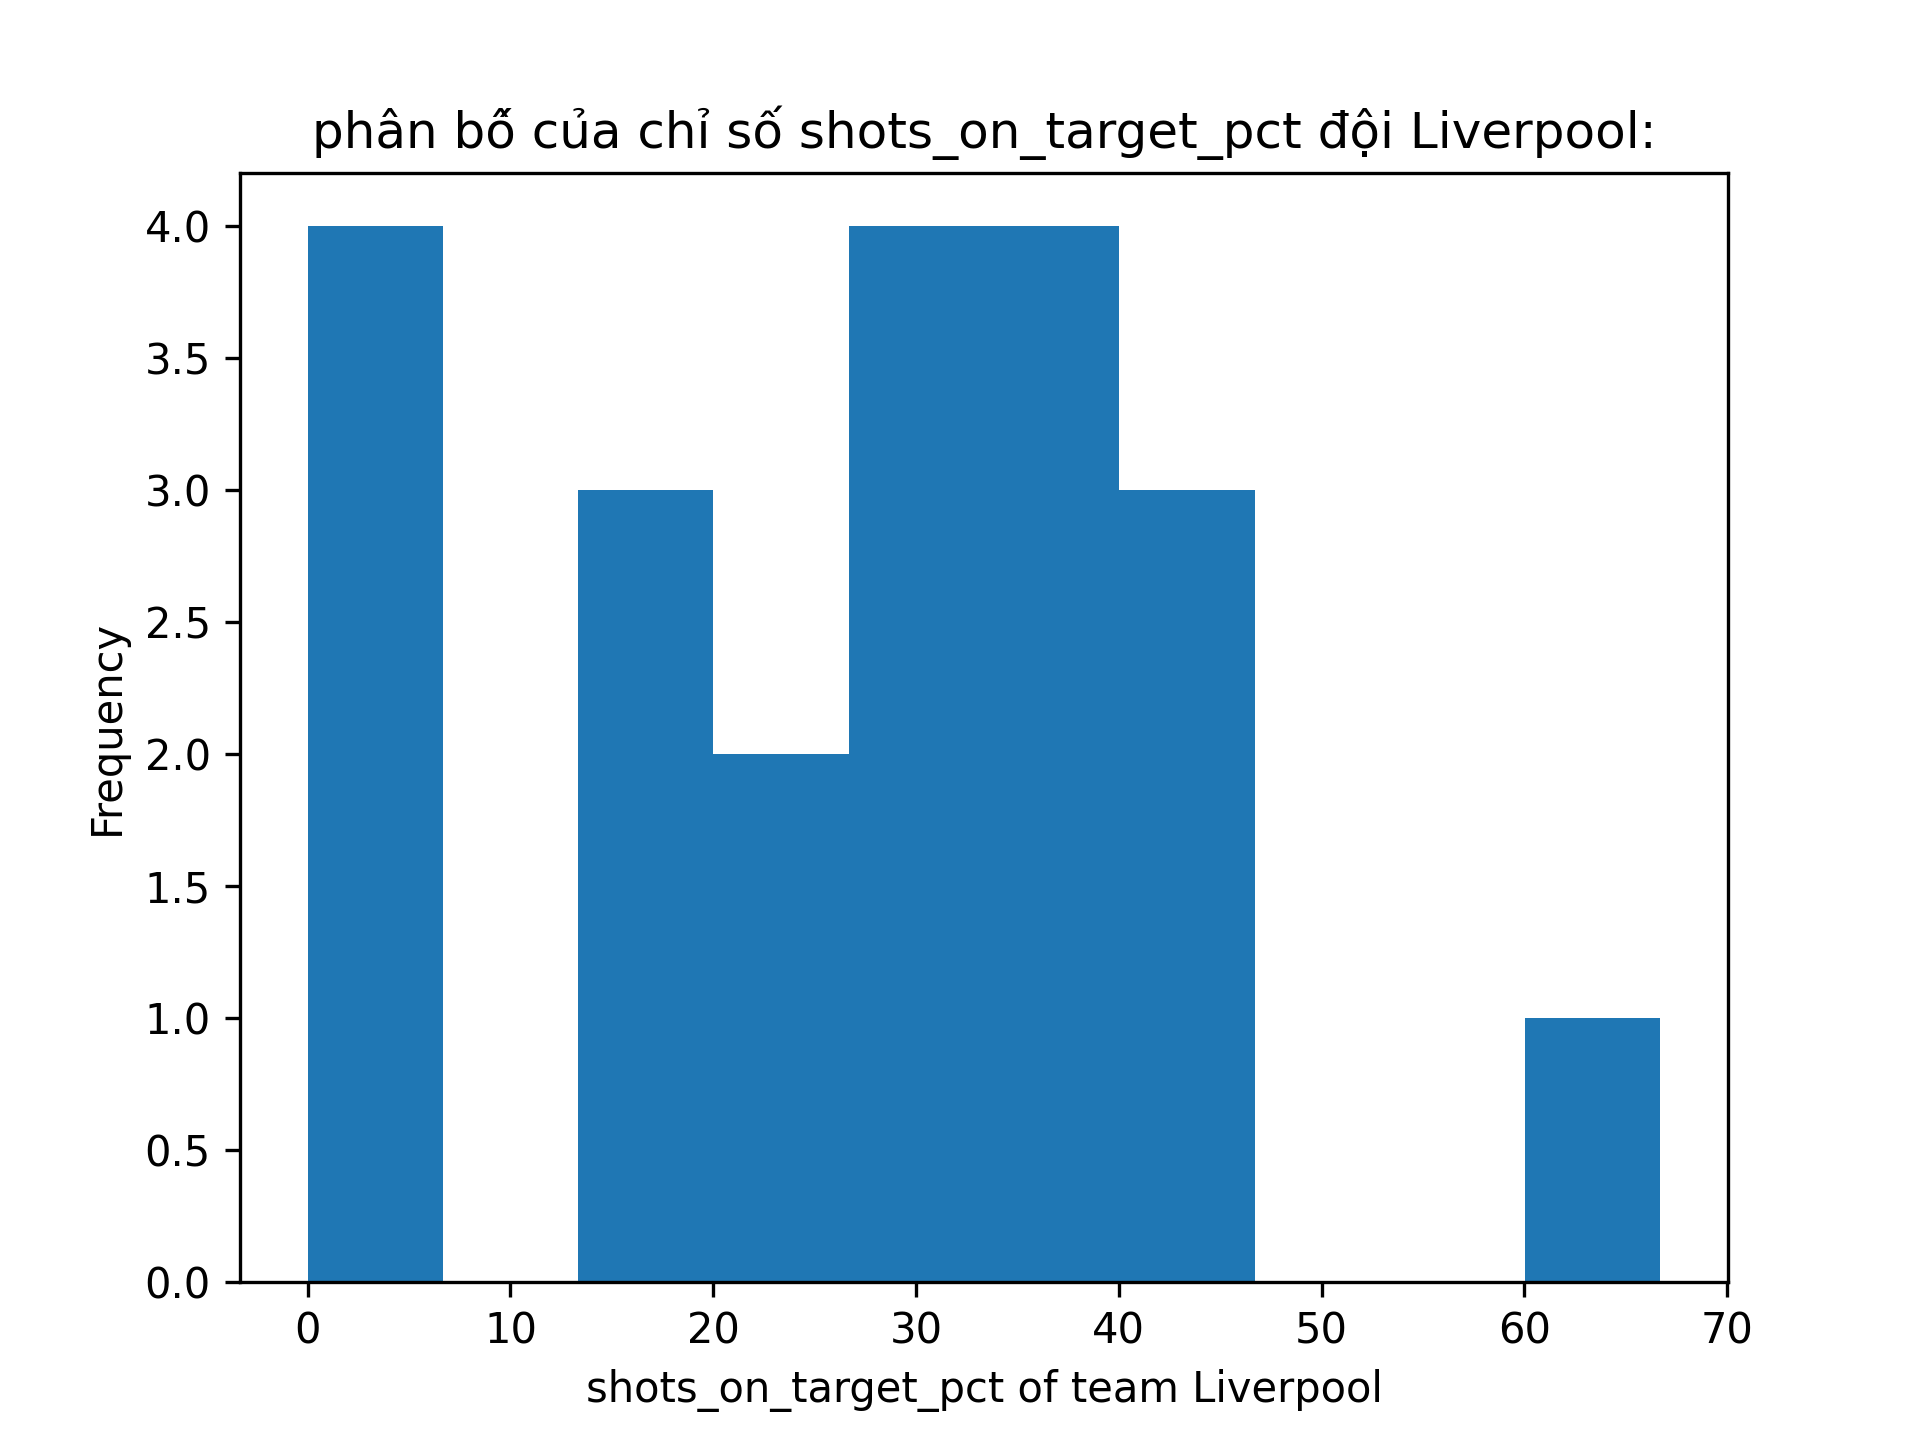 phân bỗ của chỉ số shots_on_target_pct đội Liverpool:
4.0
3.5
3.0
2.5
2.0
1.5
1.0
0.5
0.0
Frequency
0 10 20 30 40 50 60 70
shots_on_target_pct of team Liverpool